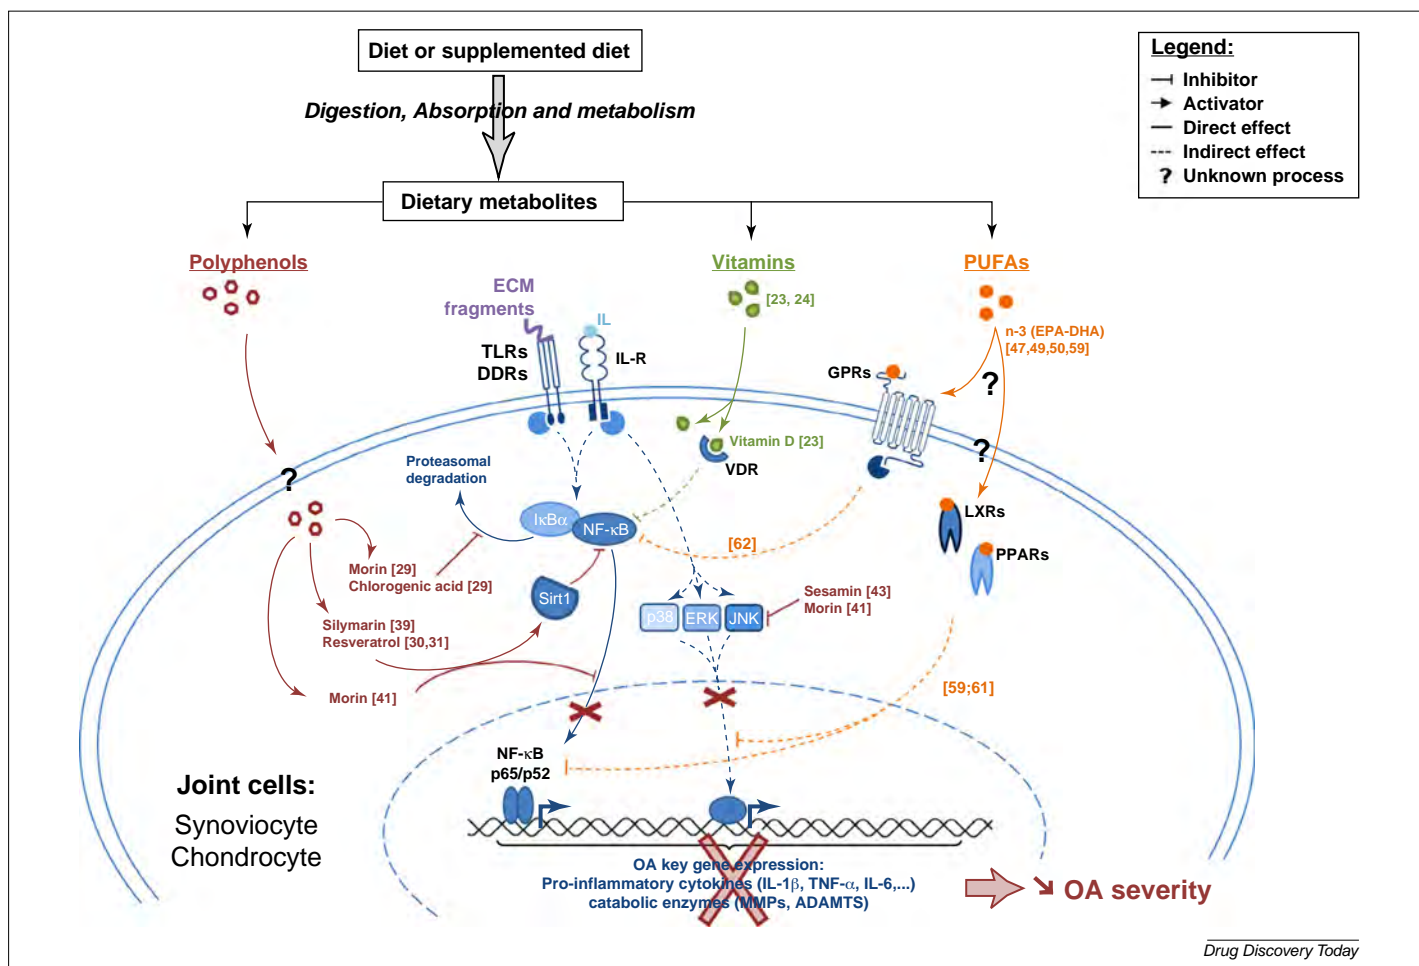 Diet or supplemented diet
Digestion, Absorption and metabolism
Dietary metabolites
Legend:
Inhibitor
Activator
Direct effect
Indirect effect
? Unknown process
Polyphenols
Vitamins
PUFAs
[23, 24]
n-3 (EPA-DHA)
[47,49,50,59]
ECM
fragments
IL
TLRs
DDRs
IL-R
GPRs
?
?
?
Vitamin D [23]
VDR
Proteasomal
degradation
IκBα
NF-κB
LXRs
PPARs
[62]
Morin [29]
Chlorogenic acid [29]
Sirt1
Silymarin [39]
Resveratrol [30,31]
Morin [41]
p38
ERK
JNK
Sesamin [43]
Morin [41]
[59;61]
NF-κB
p65/p52
Joint cells:
Synoviocyte
Chondrocyte
OA key gene expression:
Pro-inflammatory cytokines (IL-1β, TNF-α, IL-6,...)
catabolic enzymes (MMPs, ADAMTS)
➘ OA severity
Drug Discovery Today